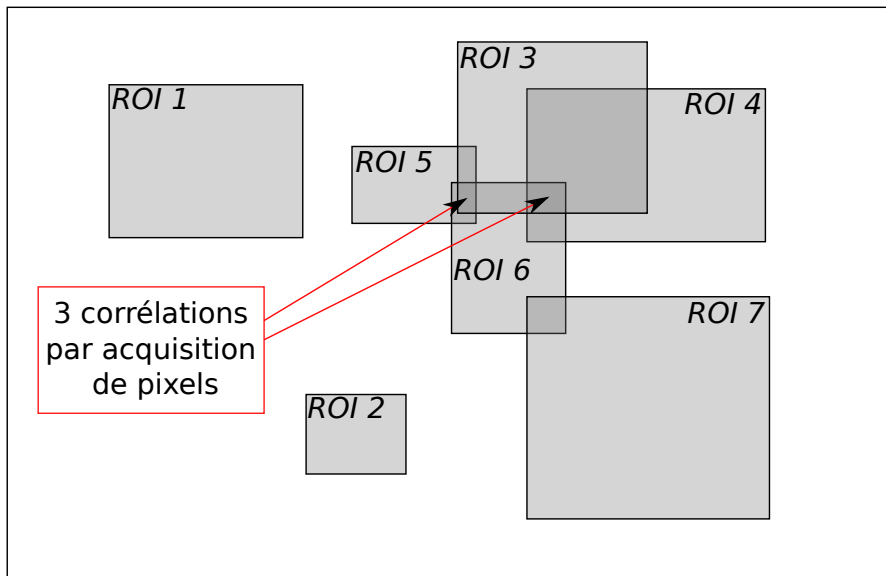 ROI 3
ROI 1
ROI 4
ROI 5
ROI 6
3 corrélations
par acquisition
de pixels
ROI 7
ROI 2